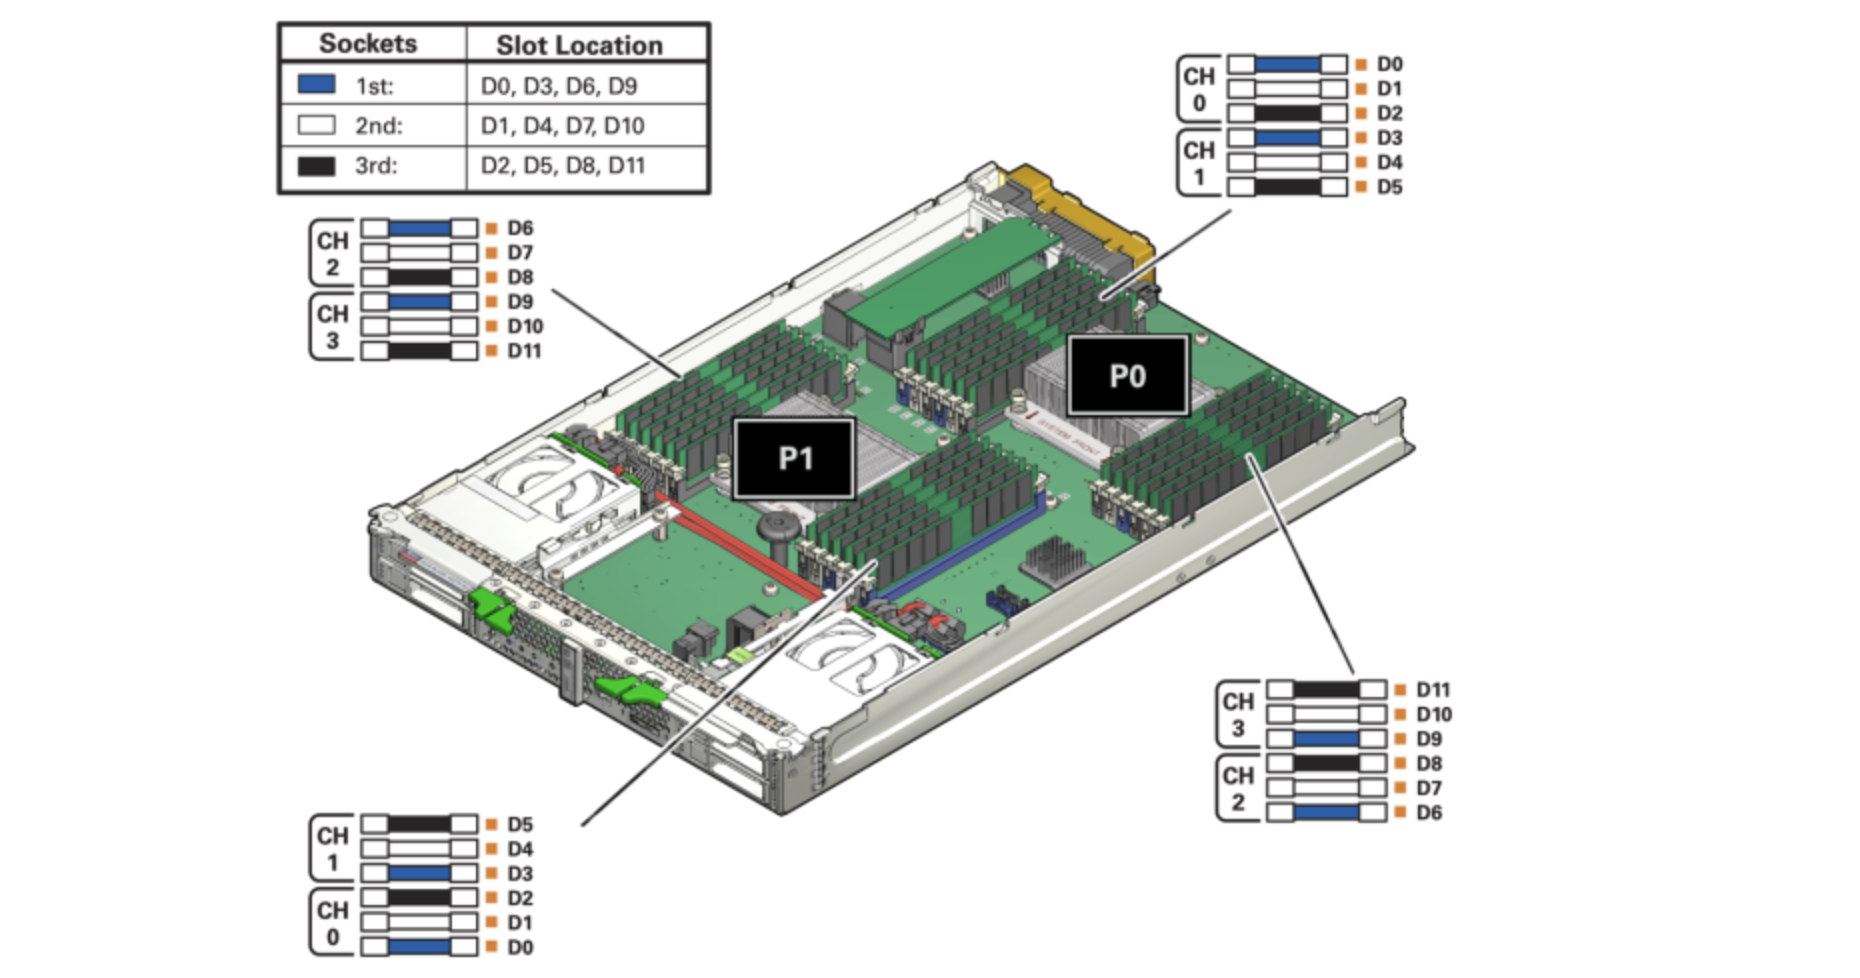 Sockets Slot Location
1st: D0, D3, D6, D9
2nd: D1, D4, D7, D10
3rd: D2, D5, D8, D11
CH
0
D0
D1
D2
CH
1
D3
D4
D5
CH
2
D6
D7
D8
CH
3
D9
D10
D11
P0
SYSTEM FRONT
P1
CH
3
D11
D10
D9
CH
2
D8
D7
D6
CH
1
D5
D4
D3
CH
0
D2
D1
D0